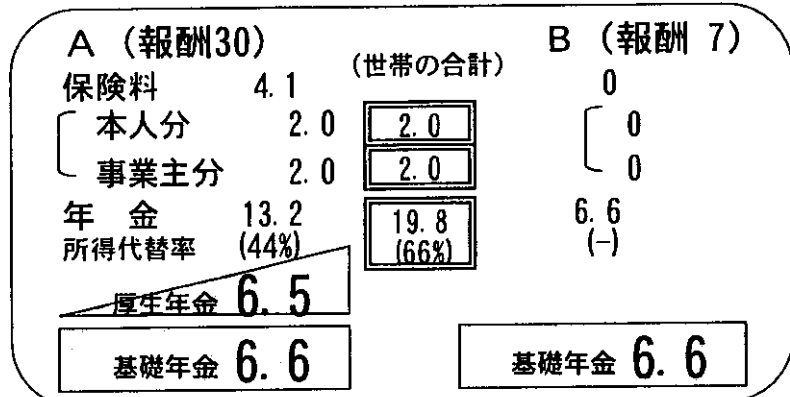 A (報酬30) (世帯の合計) B (報酬 7)
保険料 4.1 0
本人分 2.0 2.0 0
事業主分 2.0 2.0 0
年 金 13.2 19.8 6.6
所得代替率 (44%) (66%) (-)
厚生年金 6.5
基礎年金 6.6 基礎年金 6.6